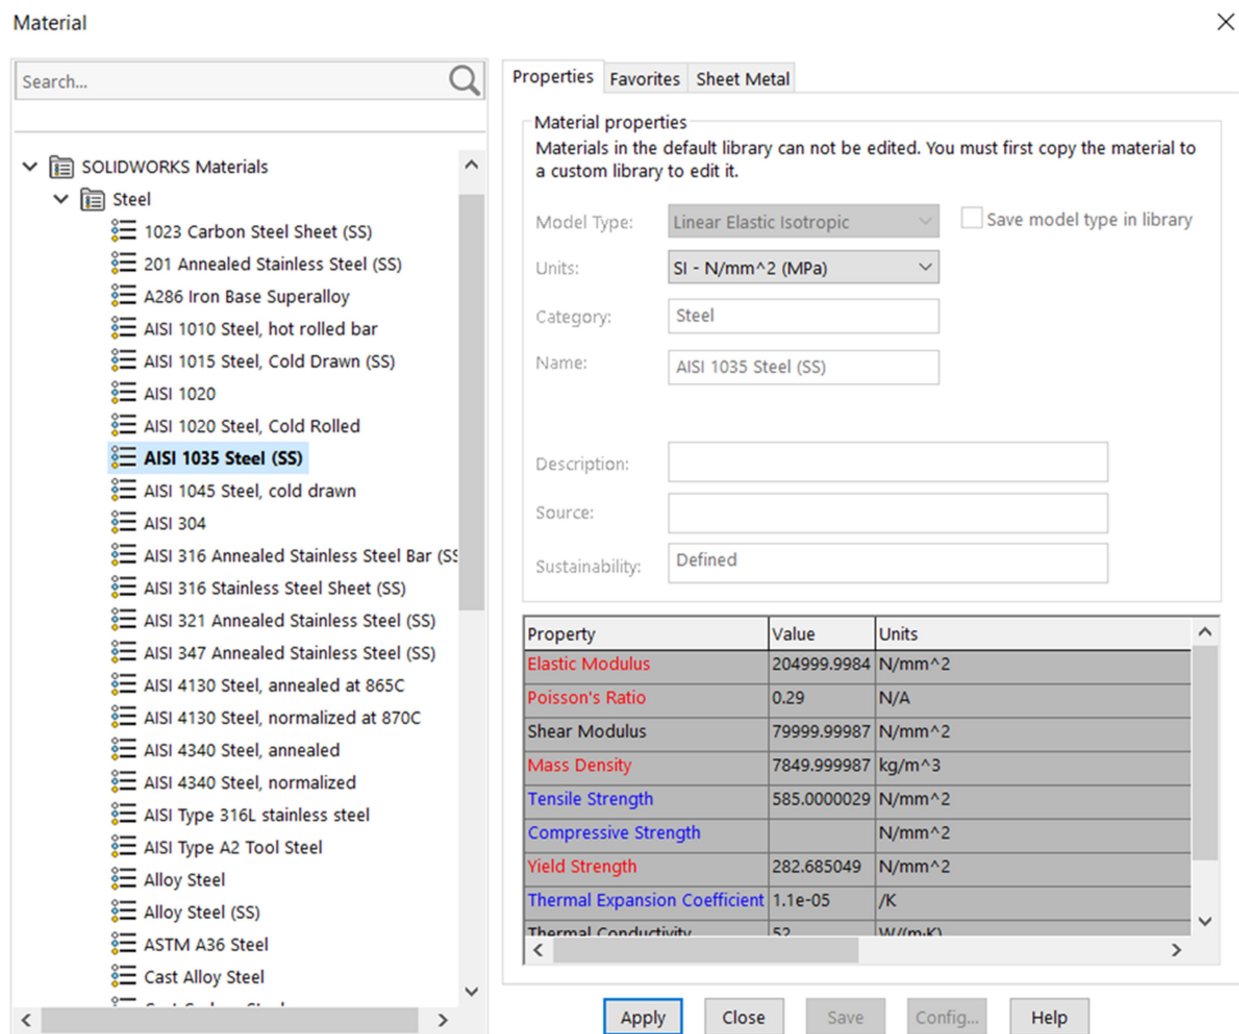 Material
Search...
SOLIDWORKS Materials
Steel
1023 Carbon Steel Sheet (SS)
201 Annealed Stainless Steel (SS)
A286 Iron Base Superalloy
AISI 1010 Steel, hot rolled bar
AISI 1015 Steel, Cold Drawn (SS)
AISI 1020
AISI 1020 Steel, Cold Rolled
AISI 1035 Steel (SS)
AISI 1045 Steel, cold drawn
AISI 304
AISI 316 Annealed Stainless Steel Bar (SS
AISI 316 Stainless Steel Sheet (SS)
AISI 321 Annealed Stainless Steel (SS)
AISI 347 Annealed Stainless Steel (SS)
AISI 4130 Steel, annealed at 865C
AISI 4130 Steel, normalized at 870C
AISI 4340 Steel, annealed
AISI 4340 Steel, normalized
AISI Type 316L stainless steel
AISI Type A2 Tool Steel
Alloy Steel
Alloy Steel (SS)
ASTM A36 Steel
Cast Alloy Steel
Properties Favorites Sheet Metal
Material properties
Materials in the default library can not be edited. You must first copy the material to
a custom library to edit it.
Model Type: Linear Elastic Isotropic Save model type in library
Units: SI - N/mm^2 (MPa)
Category: Steel
Name: AISI 1035 Steel (SS)
Description:
Source:
Sustainability: Defined
Property Value Units
Elastic Modulus 204999.9984 N/mm^2
Poisson's Ratio 0.29 N/A
Shear Modulus 79999.99987 N/mm^2
Mass Density 7849.999987 kg/m^3
Tensile Strength 585.0000029 N/mm^2
Compressive Strength N/mm^2
Yield Strength 282.685049 N/mm^2
Thermal Expansion Coefficient 1.1e-05 /K
Thermal Conductivity 52 W/(m·K)
Apply Close Save Config... Help